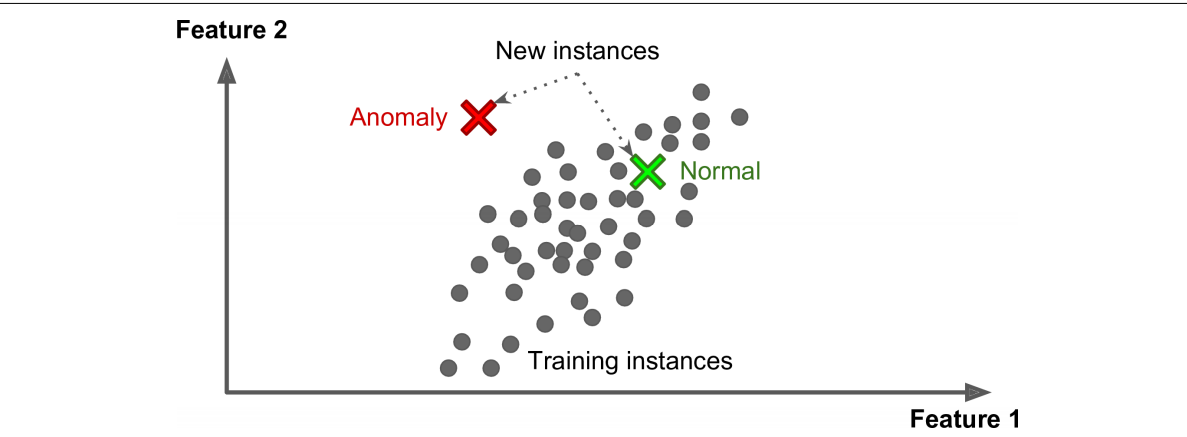 Feature 2
New instances
Anomaly
Normal
Training instances
Feature 1